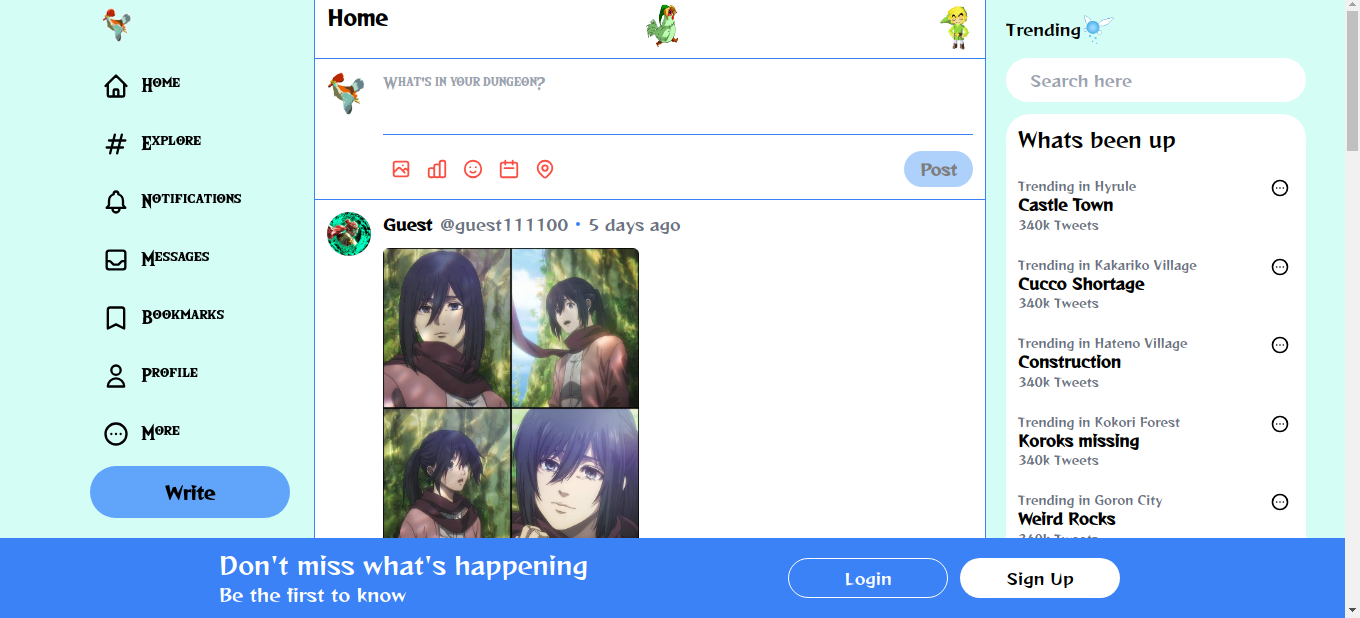 Home
Explore
Notifications
Messages
Bookmarks
Profile
More
Write
Home
What's in your dungeon?
Post
Guest @guest111100 • 5 days ago
Trending
Search here
Whats been up
Trending in Hyrule
Castle Town
340k Tweets
Trending in Kakariko Village
Cucco Shortage
340k Tweets
Trending in Hateno Village
Construction
340k Tweets
Trending in Kokori Forest
Koroks missing
340k Tweets
Trending in Goron City
Weird Rocks
340k Tweets
Don't miss what's happening
Be the first to know
Login
Sign Up